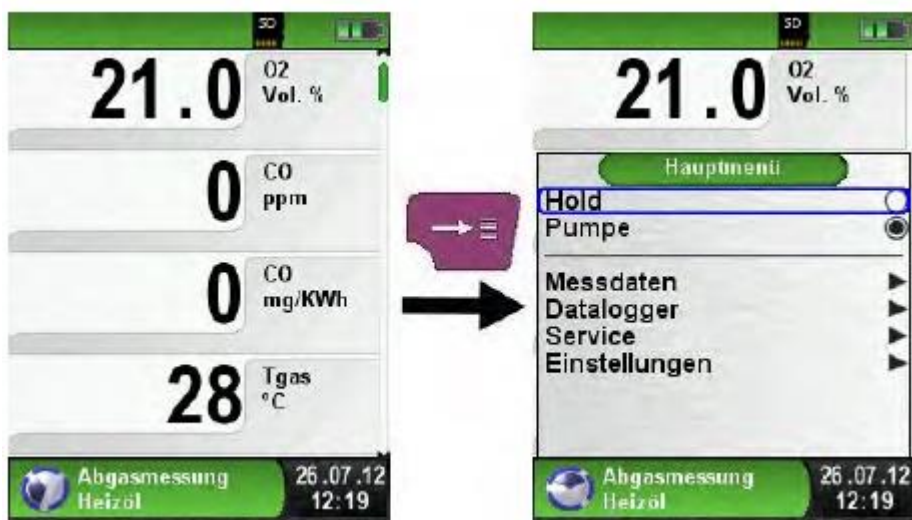 SD
21.0 O2
Vol. %
0 CO
ppm
0 CO
mg/KWh
28 Tgas
°C
Abgasmessung
Heizöl
26.07.12
12:19
SD
21.0 O2
Vol. %
Hauptmenü
Hold
Pumpe
Messdaten
Datalogger
Service
Einstellungen
Abgasmessung
Heizöl
26.07.12
12:19